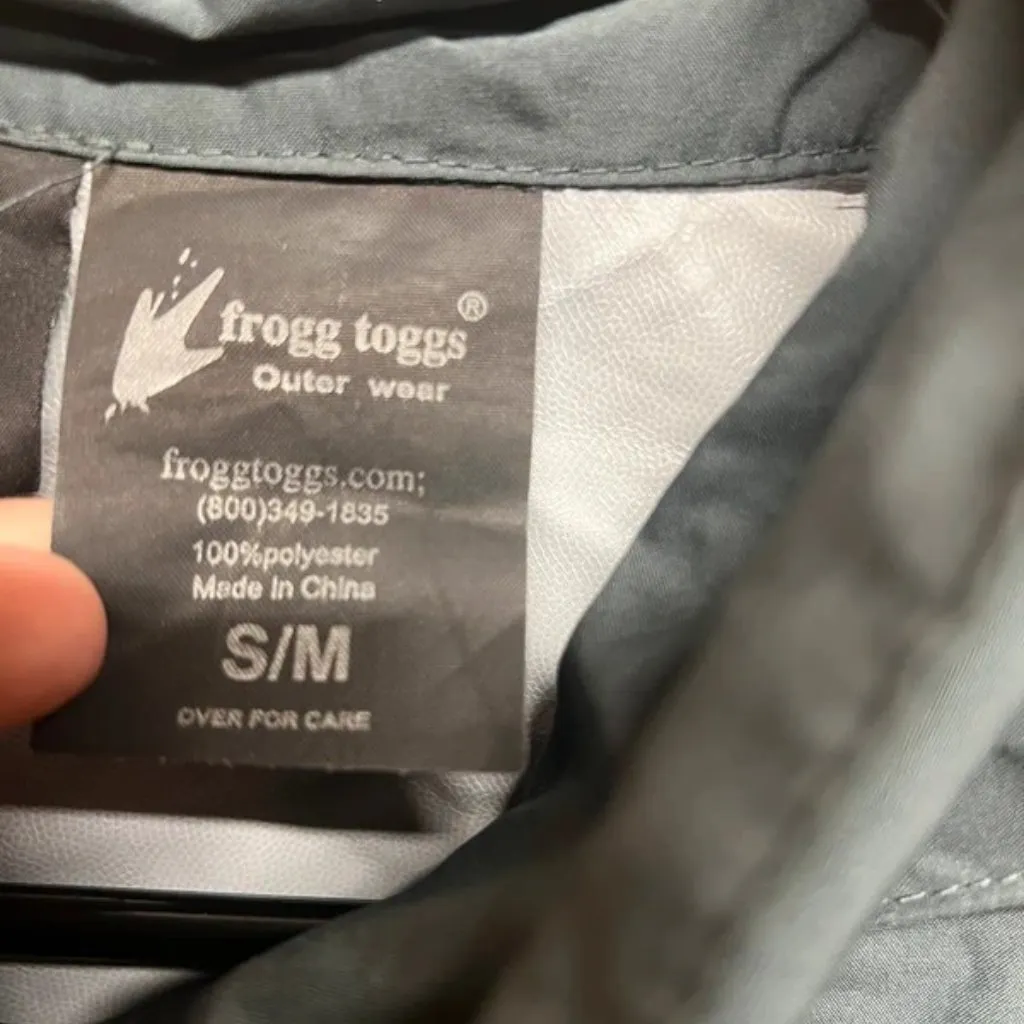 frogg toggs®
Outer wear
froggtoggs.com;
(800)349-1835
100%polyester
Made In China
S/M
OVER FOR CARE